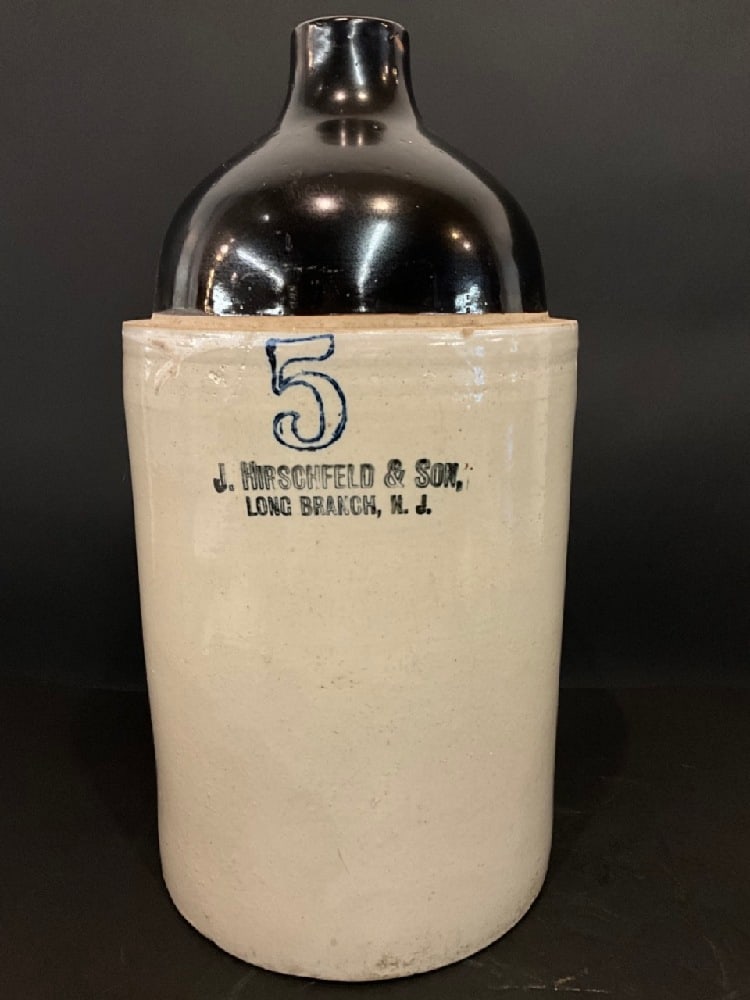 5
J. HIRSCHFELD & SON,
LONG BRANCH, N. J.